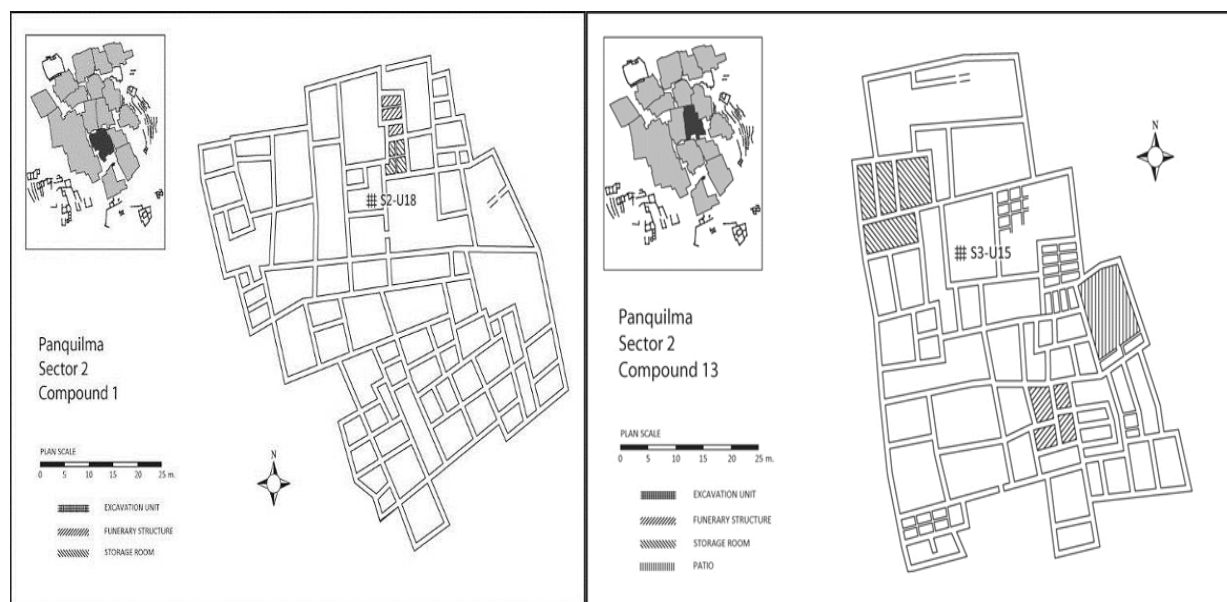 S2-U18
Panquilma
Sector 2
Compound 1
PLAN SCALE
0 5 10 15 20 25 m.
N
EXCAVATION UNIT
FUNERARY STRUCTURE
STORAGE ROOM
N
S3-U15
Panquilma
Sector 2
Compound 13
PLAN SCALE
0 5 10 15 20 25 m.
EXCAVATION UNIT
FUNERARY STRUCTURE
STORAGE ROOM
PATIO